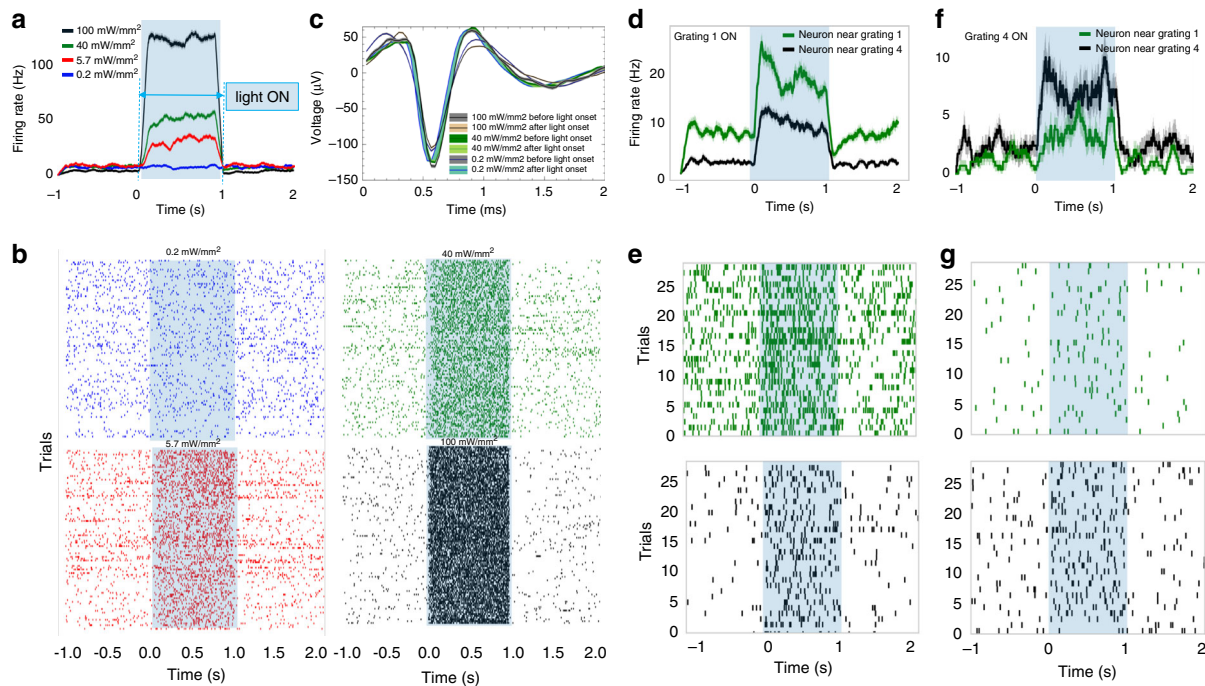 a
100 mW/mm²
40 mW/mm²
5.7 mW/mm²
0.2 mW/mm²
light ON
Firing rate (Hz)
100
50
0
–1 0 1 2
Time (s)
c
Voltage (µV)
50
0
–50
–100
–150
100 mW/mm2 before light onset
100 mW/mm2 after light onset
40 mW/mm2 before light onset
40 mW/mm2 after light onset
0.2 mW/mm2 before light onset
0.2 mW/mm2 after light onset
0 0.5 1 1.5 2
Time (ms)
d
Grating 1 ON
Neuron near grating 1
Neuron near grating 4
Firing rate (Hz)
20
10
0
–1 0 1 2
Time (s)
f
Grating 4 ON
Neuron near grating 1
Neuron near grating 4
10
5
0
–1 0 1 2
Time (s)
b
0.2 mW/mm²
40 mW/mm²
5.7 mW/mm²
100 mW/mm²
Trials
-1.0 0.0 0.0 1.0 2.0
-1.0 -1.0 0.0 1.0 2.0
Time (s)
Time (s)
e
Trials
25
20
15
10
5
0
Trials
25
20
15
10
5
0
–1 0 1 2
Time (s)
g
25
20
15
10
5
0
25
20
15
10
5
0
–1 0 1 2
Time (s)